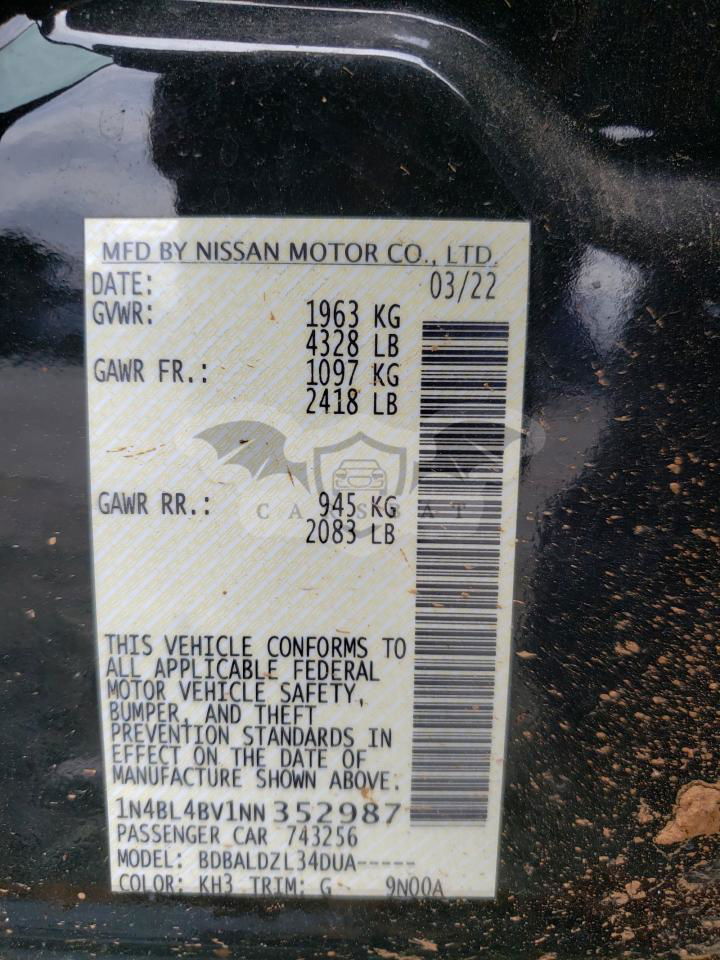 MFD BY NISSAN MOTOR CO., LTD.
DATE: 03/22
GVWR: 1963 KG
4328 LB
GAWR FR.: 1097 KG
2418 LB
GAWR RR.: 945 KG
2083 LB
CARSBAT
THIS VEHICLE CONFORMS TO
ALL APPLICABLE FEDERAL
MOTOR VEHICLE SAFETY,
BUMPER, AND THEFT
PREVENTION STANDARDS IN
EFFECT ON THE DATE OF
MANUFACTURE SHOWN ABOVE.
1N4BL4BV1NN352987
PASSENGER CAR 743256
MODEL: BDBALDZL34DUA-----
COLOR: KH3 TRIM: G 9N00A